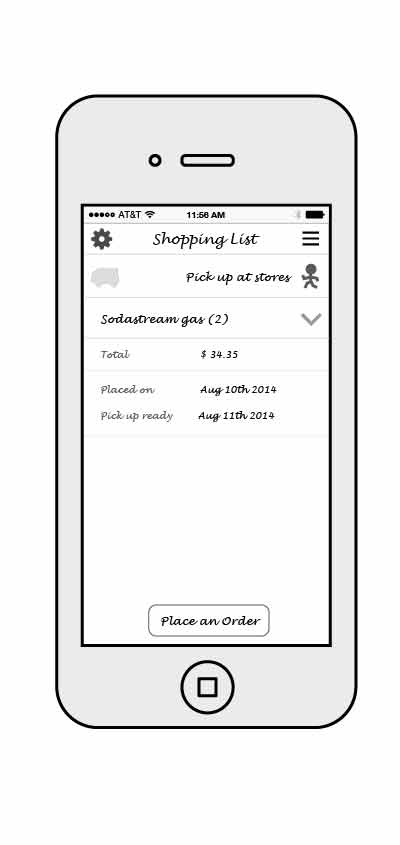 AT&T 11:56 AM
Shopping List
Pick up at stores
Sodastream gas (2)
Total $ 34.35
Placed on Aug 10th 2014
Pick up ready Aug 11th 2014
Place an Order